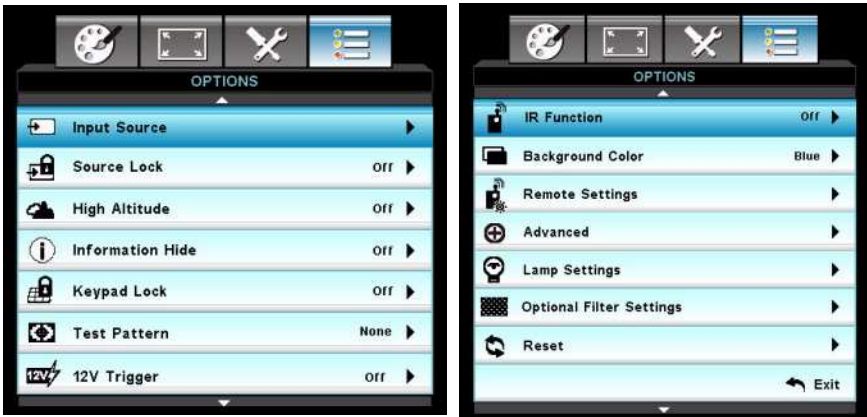 OPTIONS
Input Source
Source Lock Off
High Altitude Off
Information Hide Off
Keypad Lock Off
Test Pattern None
12V 12V Trigger Off
OPTIONS
IR Function Off
Background Color Blue
Remote Settings
Advanced
Lamp Settings
Optional Filter Settings
Reset
Exit